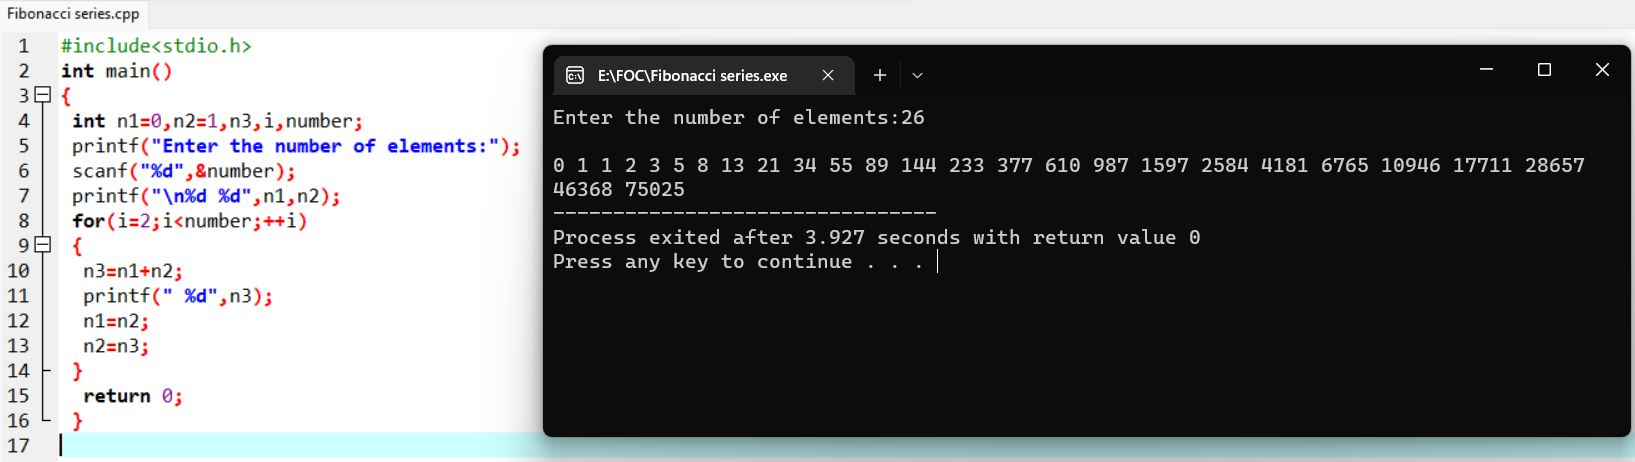 Fibonacci series.cpp
1 #include<stdio.h>
2 int main()
3 {
4 int n1=0,n2=1,n3,i,number;
5 printf("Enter the number of elements:");
6 scanf("%d",&number);
7 printf("\n%d %d",n1,n2);
8 for(i=2;i<number;++i)
9 {
10 n3=n1+n2;
11 printf(" %d",n3);
12 n1=n2;
13 n2=n3;
14 }
15 return 0;
16 }
17
E:\FOC\Fibonacci series.exe
Enter the number of elements:26
0 1 1 2 3 5 8 13 21 34 55 89 144 233 377 610 987 1597 2584 4181 6765 10946 17711 28657
46368 75025
--------------------------------
Process exited after 3.927 seconds with return value 0
Press any key to continue . . .